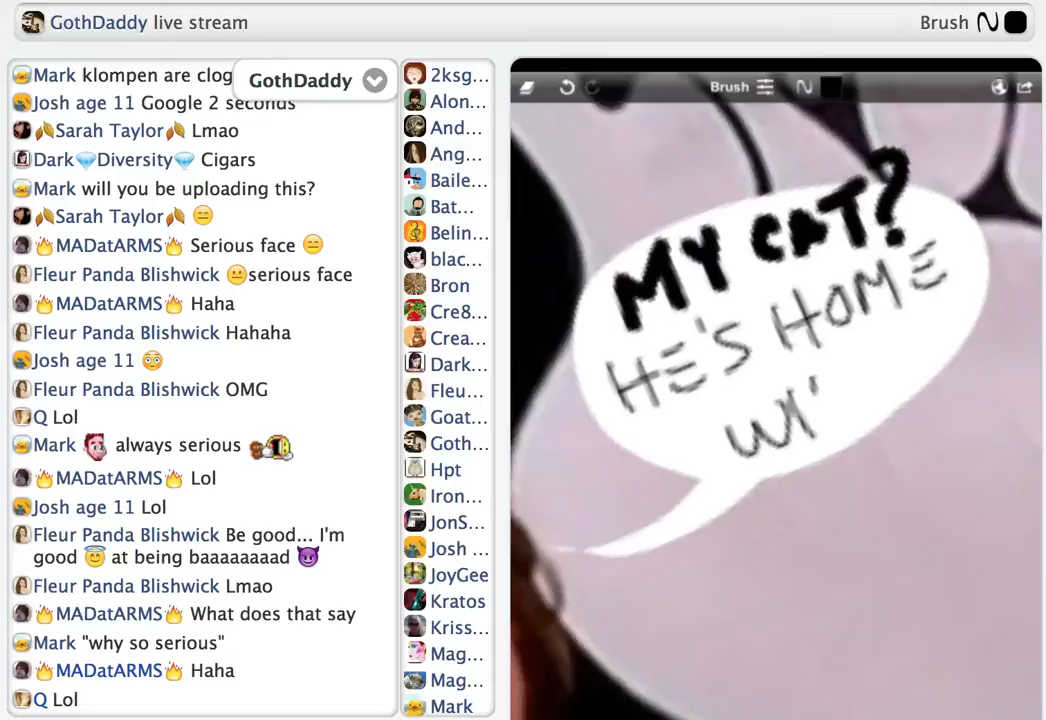 GothDaddy live stream
Brush
Mark klompen are clog
GothDaddy
Josh age 11 Google 2 seconds
🍂Sarah Taylor🍂 Lmao
Dark💎Diversity💎 Cigars
Mark will you be uploading this?
🍂Sarah Taylor🍂 😑
🔥MADatARMS🔥 Serious face 😑
Fleur Panda Blishwick 😐serious face
🔥MADatARMS🔥 Haha
Fleur Panda Blishwick Hahaha
Josh age 11 😳
Fleur Panda Blishwick OMG
Q Lol
Mark always serious
🔥MADatARMS🔥 Lol
Josh age 11 Lol
Fleur Panda Blishwick Be good... I'm
good 😇 at being baaaaaaaad 😈
Fleur Panda Blishwick Lmao
🔥MADatARMS🔥 What does that say
Mark "why so serious"
🔥MADatARMS🔥 Haha
Q Lol
2ksg...
Alon...
And...
Ang...
Baile...
Bat...
Belin...
blac...
Bron
Cre8...
Crea...
Dark...
Fleu...
Goat...
Goth...
Hpt
Iron...
JonS...
Josh ...
JoyGee
Kratos
Kriss...
Mag...
Mag...
Mark
Brush
MY CAT?
HE'S HOME
WI'